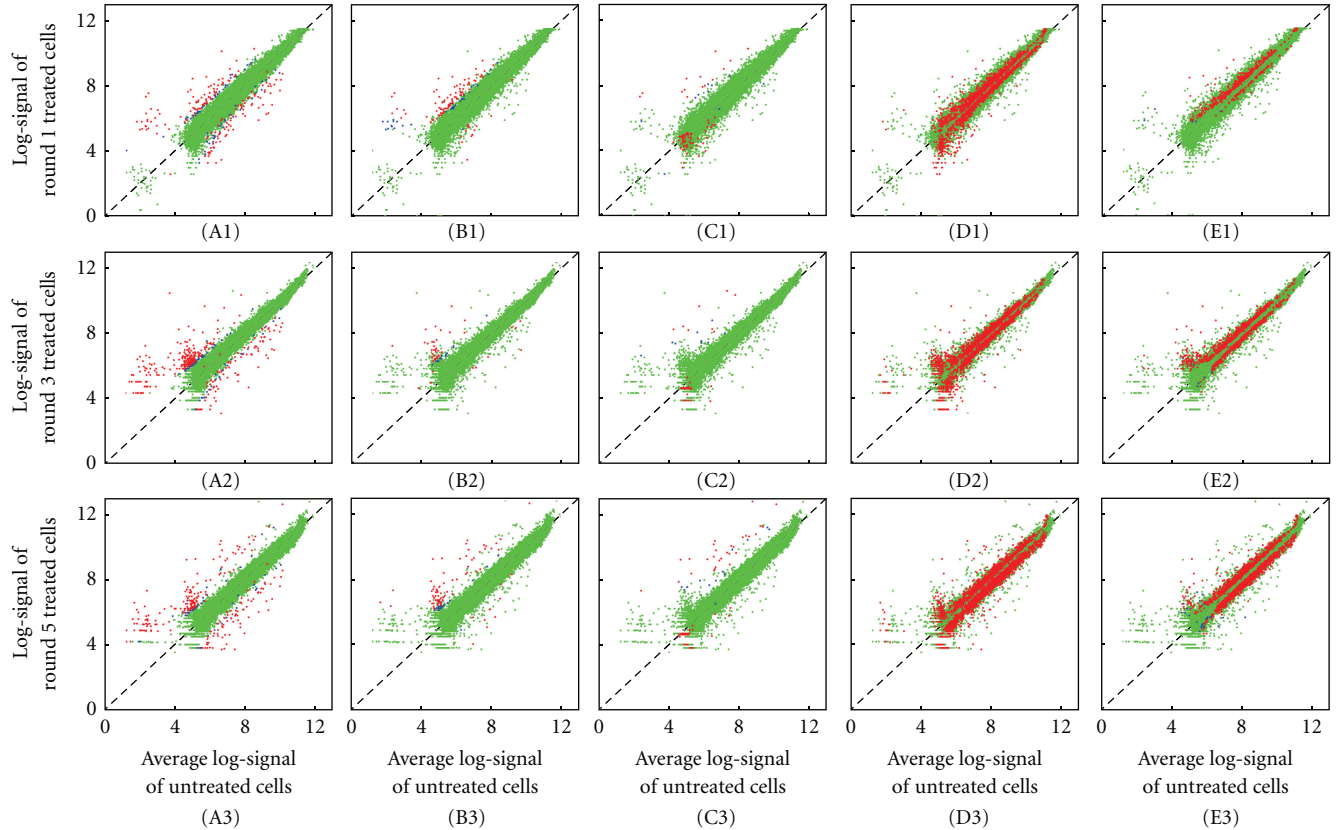 Log-signal of
round 1 treated cells
12
8
4
0
(A1)
(B1)
(C1)
(D1)
(E1)
Log-signal of
round 3 treated cells
12
8
4
0
(A2)
(B2)
(C2)
(D2)
(E2)
Log-signal of
round 5 treated cells
12
8
4
0
0 4 8 12
0 4 8 12
0 4 8 12
0 4 8 12
0 4 8 12
Average log-signal
of untreated cells
(A3)
Average log-signal
of untreated cells
(B3)
Average log-signal
of untreated cells
(C3)
Average log-signal
of untreated cells
(D3)
Average log-signal
of untreated cells
(E3)